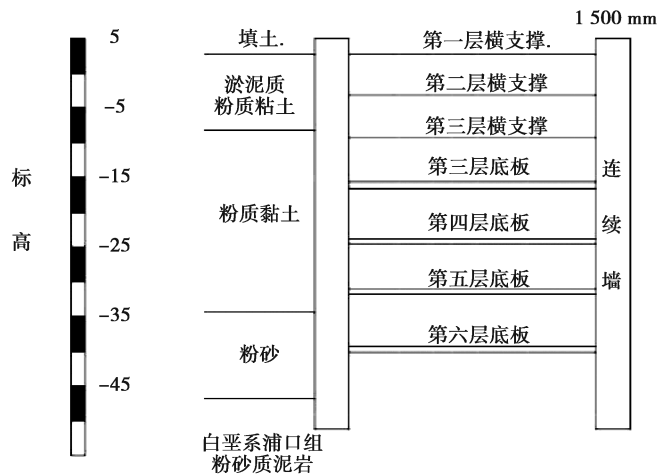 1 500 mm
5
填土.
第一层横支撑.
淤泥质
粉质粘土
第二层横支撑
-5
第三层横支撑
标
高
-15
第三层底板
连
续
墙
粉质黏土
第四层底板
-25
第五层底板
-35
第六层底板
粉砂
-45
白垩系浦口组
粉砂质泥岩